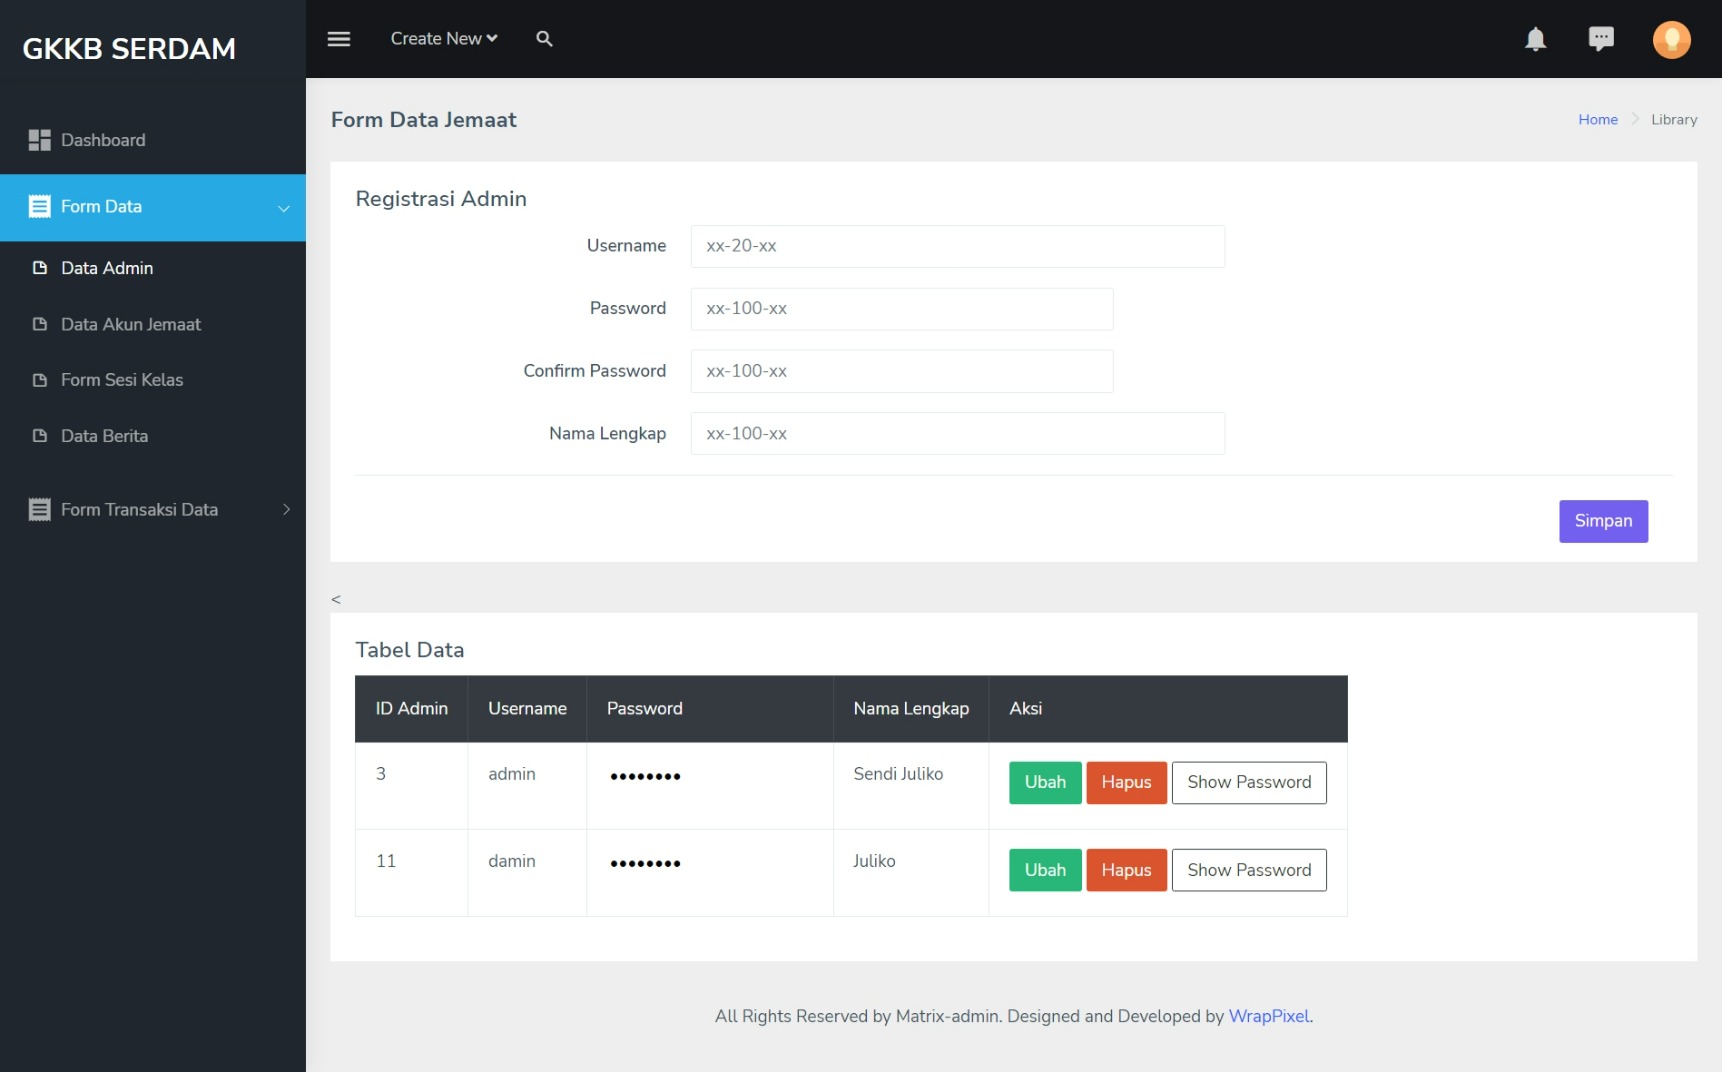 GKKB SERDAM
Create New
Dashboard
Form Data
Data Admin
Data Akun Jemaat
Form Sesi Kelas
Data Berita
Form Transaksi Data
Form Data Jemaat
Home Library
Registrasi Admin
Username xx-20-xx
Password xx-100-xx
Confirm Password xx-100-xx
Nama Lengkap xx-100-xx
Simpan
<
Tabel Data
ID Admin Username Password Nama Lengkap Aksi
3 admin •••••••• Sendi Juliko Ubah Hapus Show Password
11 damin •••••••• Juliko Ubah Hapus Show Password
All Rights Reserved by Matrix-admin. Designed and Developed by WrapPixel.